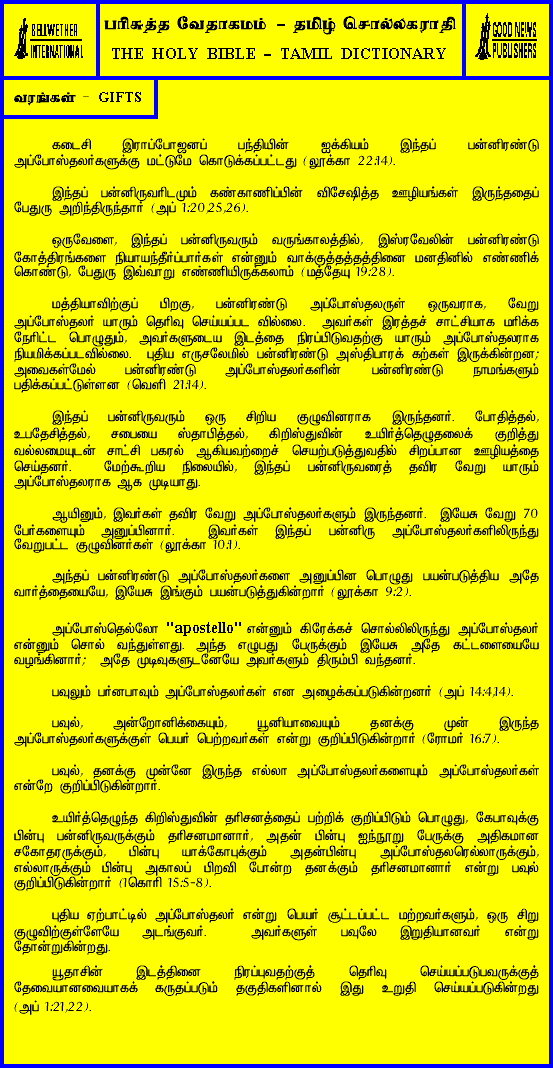 BELLWETHER
INTERNATIONAL
பரிசுத்த வேதாகமம் – தமிழ் சொல்லகராதி
THE HOLY BIBLE – TAMIL DICTIONARY
GOOD NEWS
PUBLISHERS
வரங்கள் – GIFTS
கடைசி இராப்போஜனப் பந்தியின் ஐக்கியம் இந்தப் பன்னிரண்டு
அப்போஸ்தலர்களுக்கு மட்டுமே கொடுக்கப்பட்டது (லூக்கா 22:14).
இந்தப் பன்னிருவரிடமும் கண்காணிப்பின் விசேஷித்த ஊழியங்கள் இருந்ததைப்
பேதுரு அறிந்திருந்தார் (அப் 1:20,25,26).
ஒருவேளை, இந்தப் பன்னிருவரும் வருங்காலத்தில், இஸ்ரவேலின் பன்னிரண்டு
கோத்திரங்களை நியாயந்தீர்ப்பார்கள் என்னும் வாக்குத்தத்தத்தினை மனதினில் எண்ணிக்
கொண்டு, பேதுரு இவ்வாறு எண்ணியிருக்கலாம் (மத்தேயு 19:28).
மத்தியாவிற்குப் பிறகு, பன்னிரண்டு அப்போஸ்தலருள் ஒருவராக, வேறு
அப்போஸ்தலர் யாரும் தெரிவு செய்யப்பட வில்லை. அவர்கள் இரத்தச் சாட்சியாக மரிக்க
நேரிட்ட பொழுதும், அவர்களுடைய இடத்தை நிரப்பிடுவதற்கு யாரும் அப்போஸ்தலராக
நியமிக்கப்படவில்லை. புதிய எருசலேமில் பன்னிரண்டு அஸ்திபாரக் கற்கள் இருக்கின்றன;
அவைகள்மேல் பன்னிரண்டு அப்போஸ்தலர்களின் பன்னிரண்டு நாமங்களும்
பதிக்கப்பட்டுள்ளன (வெளி 21:14).
இந்தப் பன்னிருவரும் ஒரு சிறிய குழுவினராக இருந்தனர். போதித்தல்,
உபதேசித்தல், சபையை ஸ்தாபித்தல், கிறிஸ்துவின் உயிர்த்தெழுதலைக் குறித்து
வல்லமையுடன் சாட்சி பகரல் ஆகியவற்றைச் செயற்படுத்துவதில் சிறப்பான ஊழியத்தை
செய்தனர். மேற்கூறிய நிலையில், இந்தப் பன்னிருவரைத் தவிர வேறு யாரும்
அப்போஸ்தலராக ஆக முடியாது.
ஆயினும், இவர்கள் தவிர வேறு அப்போஸ்தலர்களும் இருந்தனர். இயேசு வேறு 70
பேர்களையும் அனுப்பினார். இவர்கள் இந்தப் பன்னிரு அப்போஸ்தலர்களிலிருந்து
வேறுபட்ட குழுவினர்கள் (லூக்கா 10:1).
அந்தப் பன்னிரண்டு அப்போஸ்தலர்களை அனுப்பின பொழுது பயன்படுத்திய அதே
வார்த்தையையே, இயேசு இங்கும் பயன்படுத்துகின்றார் (லூக்கா 9:2).
அப்போஸ்தெல்லோ "apostello" என்னும் கிரேக்கச் சொல்லிலிருந்து அப்போஸ்தலர்
என்னும் சொல் வந்துள்ளது. அந்த எழுபது பேருக்கும் இயேசு அதே கட்டளையையே
வழங்கினார்; அதே முடிவுகளுடனேயே அவர்களும் திரும்பி வந்தனர்.
பவுலும் பர்னபாவும் அப்போஸ்தலர்கள் என அழைக்கப்படுகின்றனர் (அப் 14:4,14).
பவுல், அன்றோனிக்கையும், யூனியாவையும் தனக்கு முன் இருந்த
அப்போஸ்தலர்களுக்குள் பெயர் பெற்றவர்கள் என்று குறிப்பிடுகின்றார் (ரோமர் 16:7).
பவுல், தனக்கு முன்னே இருந்த எல்லா அப்போஸ்தலர்களையும் அப்போஸ்தலர்கள்
என்றே குறிப்பிடுகின்றார்.
உயிர்த்தெழுந்த கிறிஸ்துவின் தரிசனத்தைப் பற்றிக் குறிப்பிடும் பொழுது, கேபாவுக்கு
பின்பு பன்னிருவருக்கும் தரிசனமானார், அதன் பின்பு ஐந்நூறு பேருக்கு அதிகமான
சகோதரருக்கும், பின்பு யாக்கோபுக்கும் அதன்பின்பு அப்போஸ்தலரெல்லாருக்கும்,
எல்லாருக்கும் பின்பு அகாலப் பிறவி போன்ற தனக்கும் தரிசனமானார் என்று பவுல்
குறிப்பிடுகின்றார் (1கொரி 15:5-8).
புதிய ஏற்பாட்டில் அப்போஸ்தலர் என்று பெயர் சூட்டப்பட்ட மற்றவர்களும், ஒரு சிறு
குழுவிற்குள்ளேயே அடங்குவர். அவர்களுள் பவுலே இறுதியானவர் என்று
தோன்றுகின்றது.
யூதாசின் இடத்தினை நிரப்புவதற்குத் தெரிவு செய்யப்படுபவருக்குத்
தேவையானவையாகக் கருதப்படும் தகுதிகளினால் இது உறுதி செய்யப்படுகின்றது
(அப் 1:21,22).